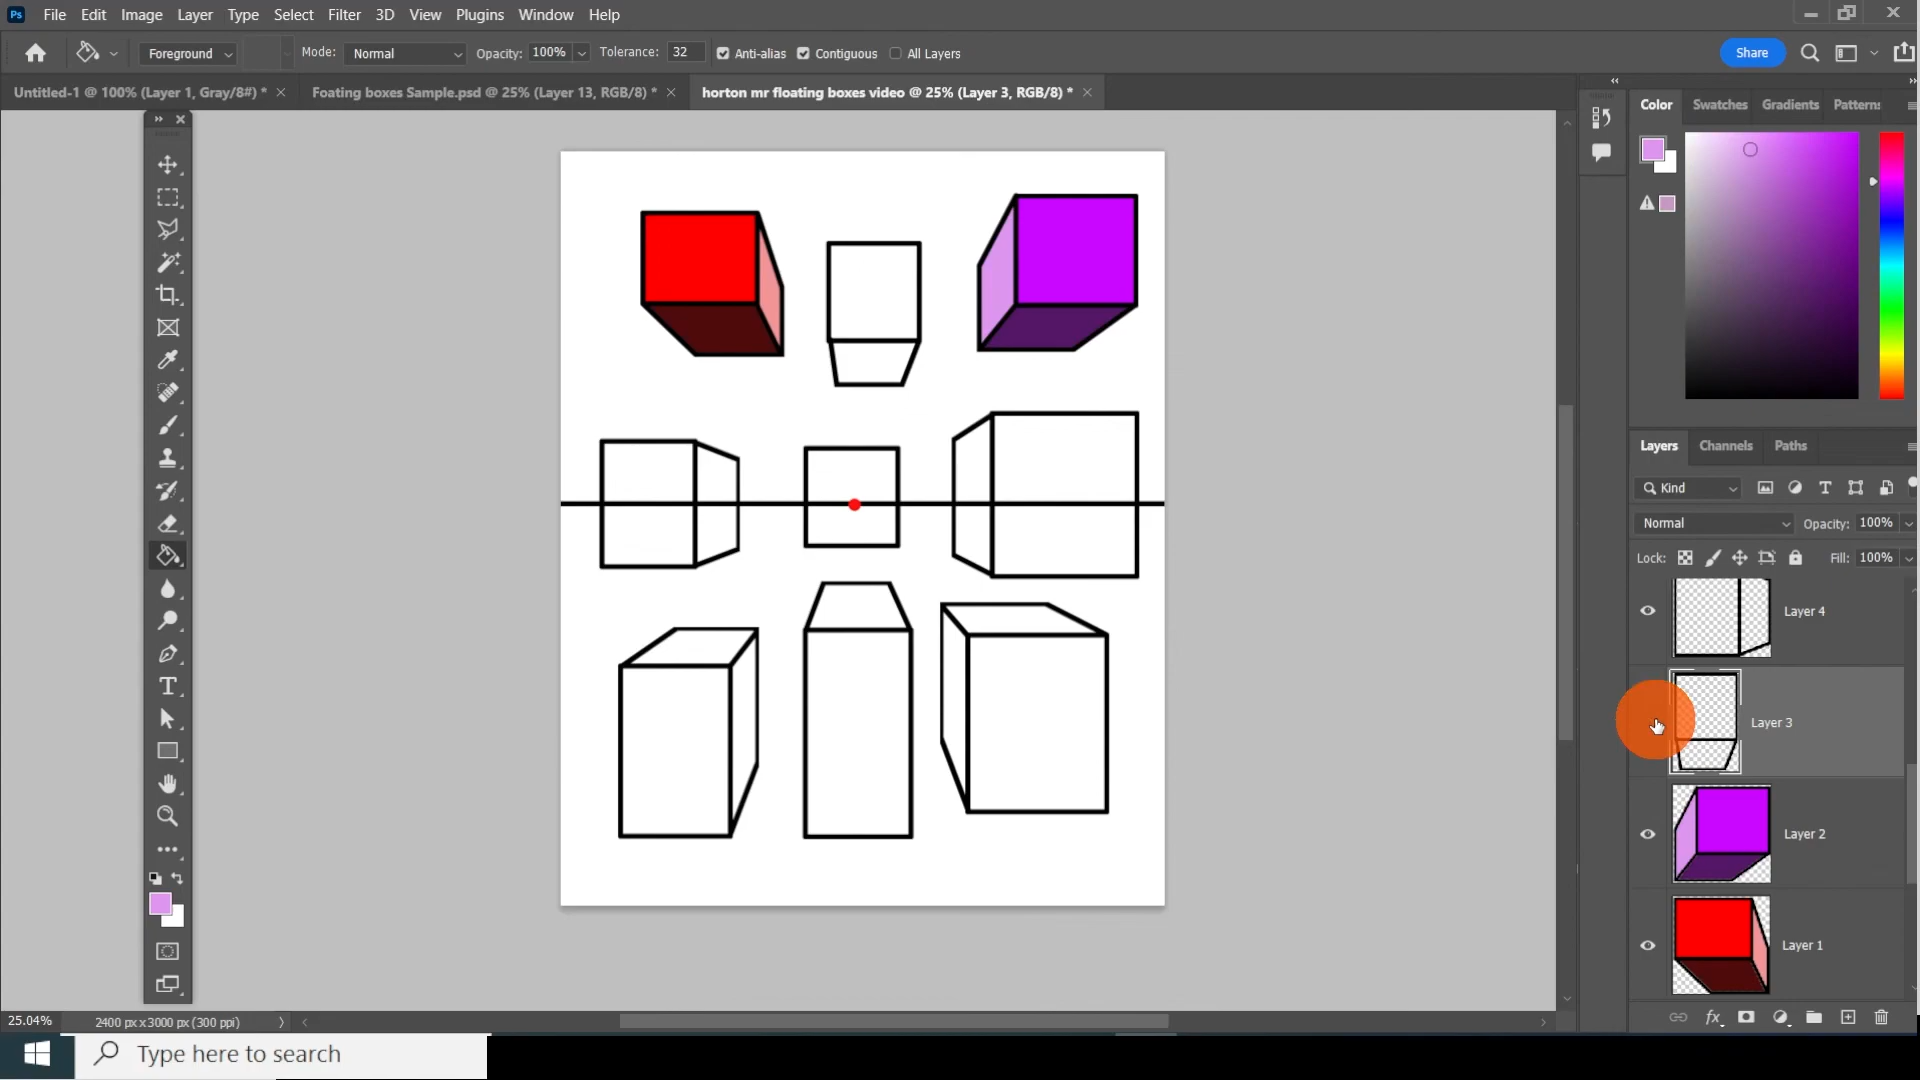 Ps File Edit Image Layer Type Select Filter 3D View Plugins Window Help
Foreground Mode: Normal Opacity: 100% Tolerance: 32 Anti-alias Contiguous All Layers Share
Untitled-1 @ 100% (Layer 1, Gray/8#) * × Foating boxes Sample.psd @ 25% (Layer 13, RGB/8) * × horton mr floating boxes video @ 25% (Layer 3, RGB/8) * ×
Color Swatches Gradients Patterns
Layers Channels Paths
Kind
Normal Opacity: 100%
Lock: Fill: 100%
Layer 4
Layer 3
Layer 2
Layer 1
fx
25.04% 2400 px x 3000 px (300 ppi)
Type here to search